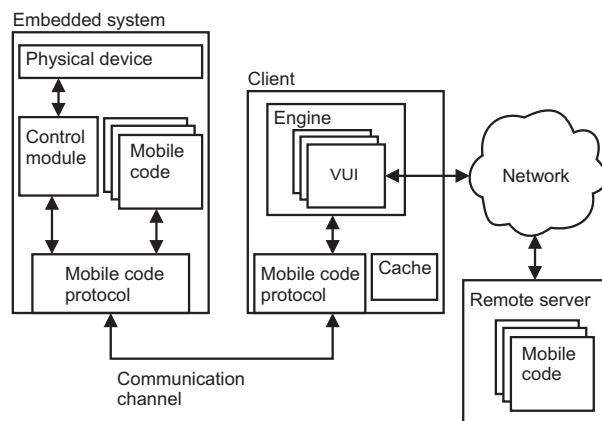 Embedded system
Physical device
Control
module
Mobile
code
Mobile code
protocol
Client
Engine
VUI
Mobile code
protocol
Cache
Network
Remote server
Mobile
code
Communication
channel